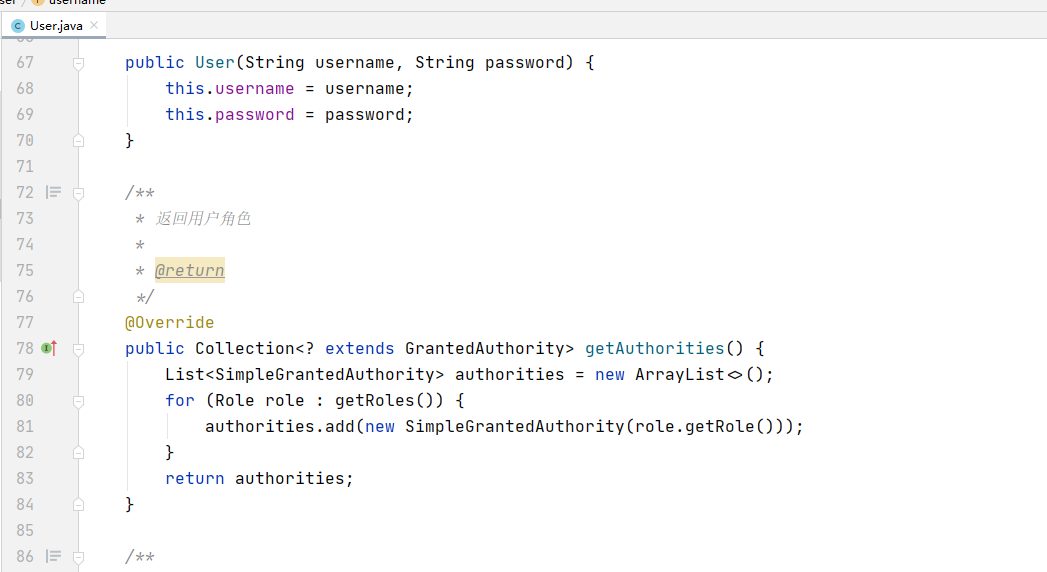 username
User.java
67 public User(String username, String password) {
68 this.username = username;
69 this.password = password;
70 }
71
72 /**
73 * 返回用户角色
74 *
75 * @return
76 */
77 @Override
78 public Collection<? extends GrantedAuthority> getAuthorities() {
79 List<SimpleGrantedAuthority> authorities = new ArrayList<>();
80 for (Role role : getRoles()) {
81 authorities.add(new SimpleGrantedAuthority(role.getRole()));
82 }
83 return authorities;
84 }
85
86 /**